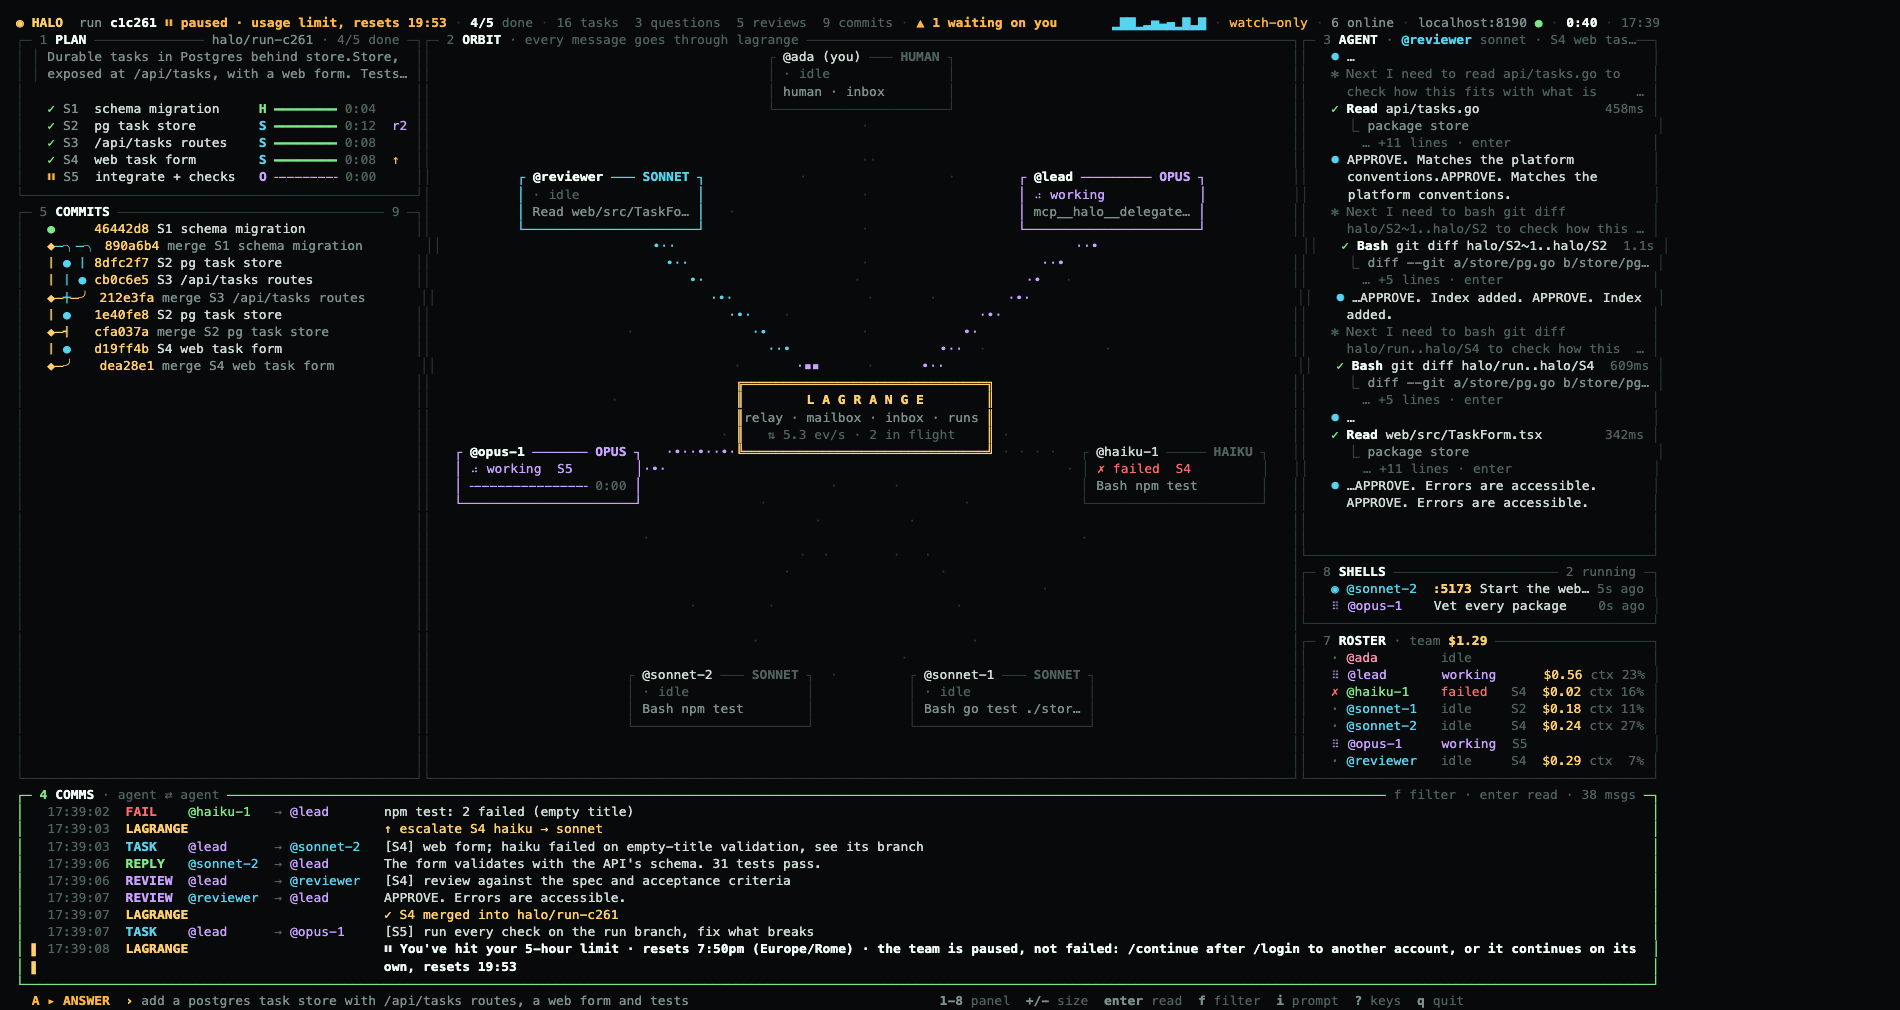 ◉ HALO run c1c261 ⏸ paused · usage limit, resets 19:53 · 4/5 done · 16 tasks 3 questions 5 reviews 9 commits · ▲ 1 waiting on you · watch-only · 6 online · localhost:8190 ● · 0:40 · 17:39
1 PLAN halo/run-c261 · 4/5 done
Durable tasks in Postgres behind store.Store,
exposed at /api/tasks, with a web form. Tests…
✓ S1 schema migration H 0:04
✓ S2 pg task store S 0:12 r2
✓ S3 /api/tasks routes S 0:08
✓ S4 web task form S 0:08 ↑
⏸ S5 integrate + checks O 0:00
5 COMMITS 9
46442d8 S1 schema migration
890a6b4 merge S1 schema migration
8dfc2f7 S2 pg task store
cb0c6e5 S3 /api/tasks routes
212e3fa merge S3 /api/tasks routes
1e40fe8 S2 pg task store
cfa037a merge S2 pg task store
d19ff4b S4 web task form
dea28e1 merge S4 web task form
2 ORBIT · every message goes through lagrange
@ada (you) HUMAN
· idle
human · inbox
@reviewer SONNET
· idle
Read web/src/TaskFo…
@lead OPUS
working
mcp__halo__delegate…
L A G R A N G E
relay · mailbox · inbox · runs
⇅ 5.3 ev/s · 2 in flight
@opus-1 OPUS
working S5
0:00
@haiku-1 HAIKU
✗ failed S4
Bash npm test
@sonnet-2 SONNET
· idle
Bash npm test
@sonnet-1 SONNET
· idle
Bash go test ./stor…
3 AGENT · @reviewer sonnet · S4 web tas…
● …
✻ Next I need to read api/tasks.go to
check how this fits with what is …
✓ Read api/tasks.go 458ms
package store
… +11 lines · enter
● APPROVE. Matches the platform
conventions.APPROVE. Matches the
platform conventions.
✻ Next I need to bash git diff
halo/S2~1..halo/S2 to check how this …
✓ Bash git diff halo/S2~1..halo/S2 1.1s
diff --git a/store/pg.go b/store/pg…
… +5 lines · enter
● …APPROVE. Index added. APPROVE. Index
added.
✻ Next I need to bash git diff
halo/run..halo/S4 to check how this …
✓ Bash git diff halo/run..halo/S4 609ms
diff --git a/store/pg.go b/store/pg…
… +5 lines · enter
● …
✓ Read web/src/TaskForm.tsx 342ms
package store
… +11 lines · enter
● …APPROVE. Errors are accessible.
APPROVE. Errors are accessible.
8 SHELLS 2 running
◉ @sonnet-2 :5173 Start the web… 5s ago
@opus-1 Vet every package 0s ago
7 ROSTER · team $1.29
· @ada idle
@lead working $0.56 ctx 23%
✗ @haiku-1 failed S4 $0.02 ctx 16%
· @sonnet-1 idle S2 $0.18 ctx 11%
· @sonnet-2 idle S4 $0.24 ctx 27%
@opus-1 working S5
· @reviewer idle S4 $0.29 ctx 7%
4 COMMS · agent ⇄ agent f filter · enter read · 38 msgs
17:39:02 FAIL @haiku-1 → @lead npm test: 2 failed (empty title)
17:39:03 LAGRANGE ↑ escalate S4 haiku → sonnet
17:39:03 TASK @lead → @sonnet-2 [S4] web form; haiku failed on empty-title validation, see its branch
17:39:06 REPLY @sonnet-2 → @lead The form validates with the API's schema. 31 tests pass.
17:39:06 REVIEW @lead → @reviewer [S4] review against the spec and acceptance criteria
17:39:07 REVIEW @reviewer → @lead APPROVE. Errors are accessible.
17:39:07 LAGRANGE ✓ S4 merged into halo/run-c261
17:39:07 TASK @lead → @opus-1 [S5] run every check on the run branch, fix what breaks
17:39:08 LAGRANGE ⏸ You've hit your 5-hour limit · resets 7:50pm (Europe/Rome) · the team is paused, not failed: /continue after /login to another account, or it continues on its
own, resets 19:53
A ▸ ANSWER › add a postgres task store with /api/tasks routes, a web form and tests 1-8 panel +/- size enter read f filter i prompt ? keys q quit